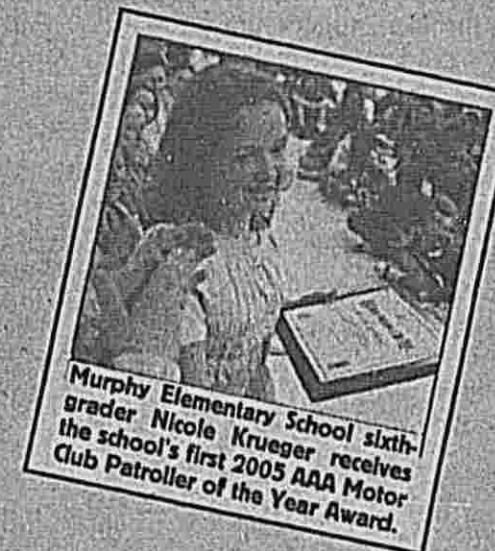 Murphy Elementary School sixth-
grader Nicole Krueger receives
the school's first 2005 AAA Motor
Club Patroller of the Year Award.